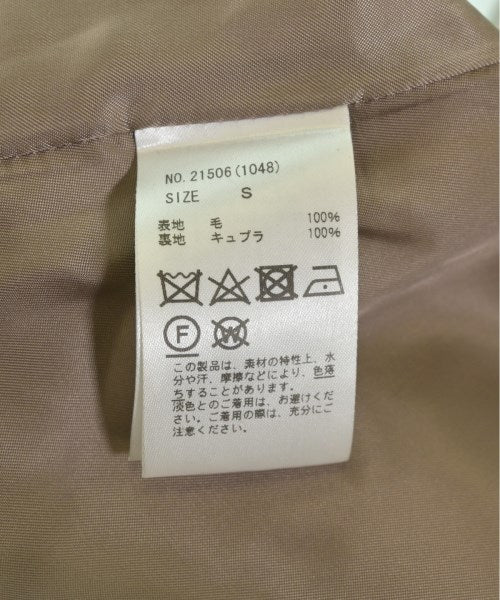 NO. 21506(1048)
SIZE S
表地 毛 100%
裏地 キュプラ 100%
F
W
この製品は、素材の特性上、水
分や汗、摩擦などにより、色落
ちすることがあります。
淡色とのご着用は、お避けくだ
さい。ご着用の際は、充分にご
注意ください。